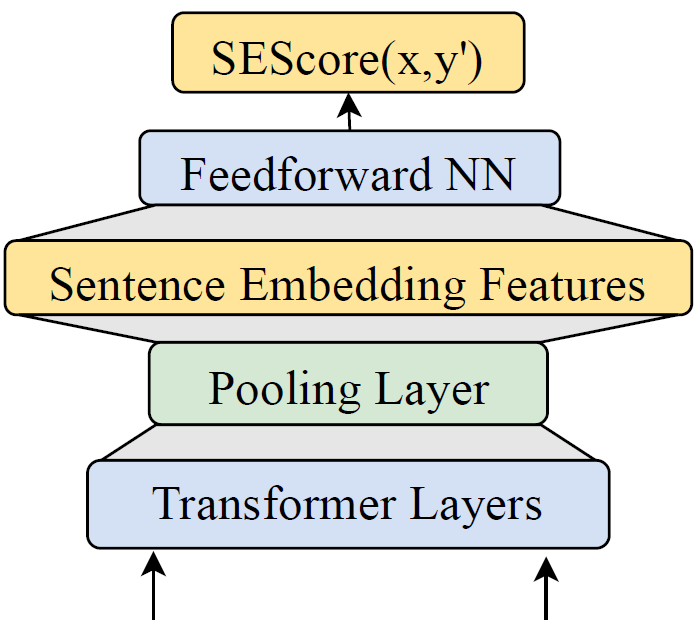 SEScore(x,y')
Feedforward NN
Sentence Embedding Features
Pooling Layer
Transformer Layers